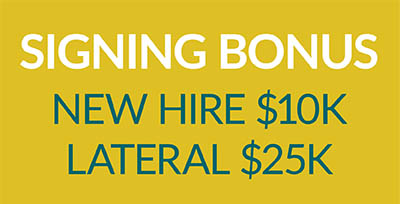 SIGNING BONUS
NEW HIRE $10K
LATERAL $25K